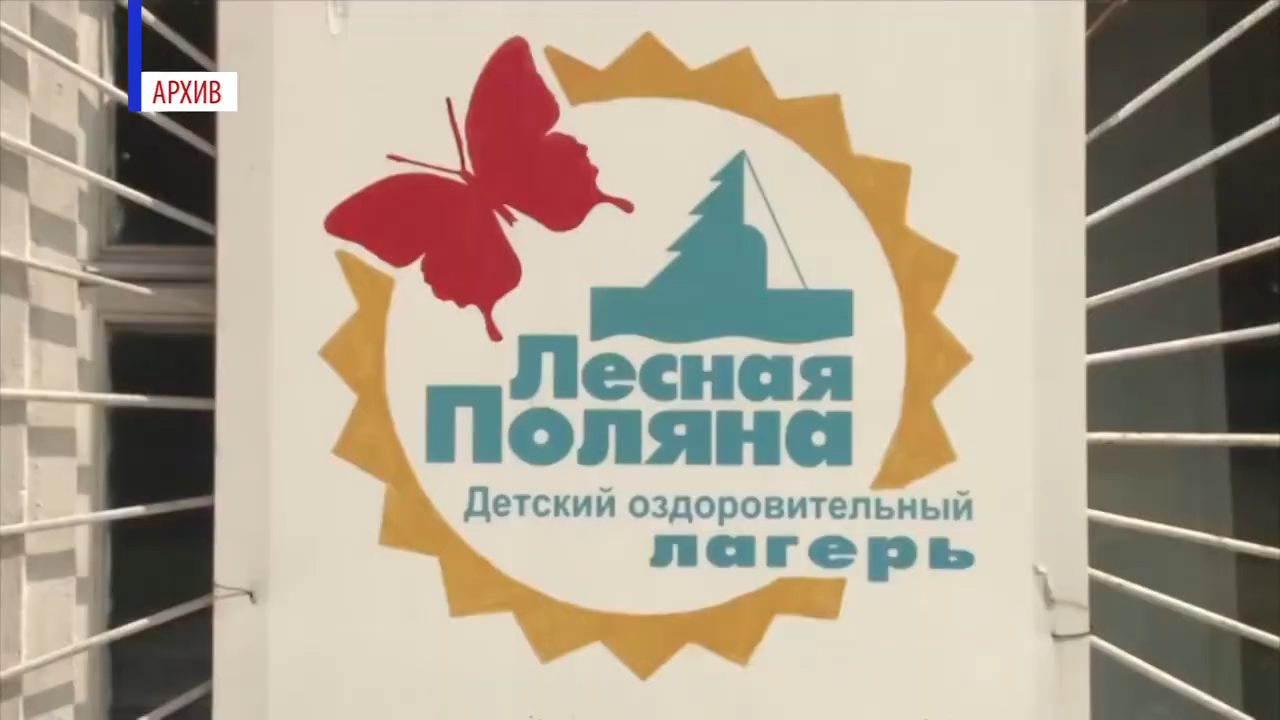 АРХИВ
Лесная
Поляна
Детский оздоровительный
лагерь